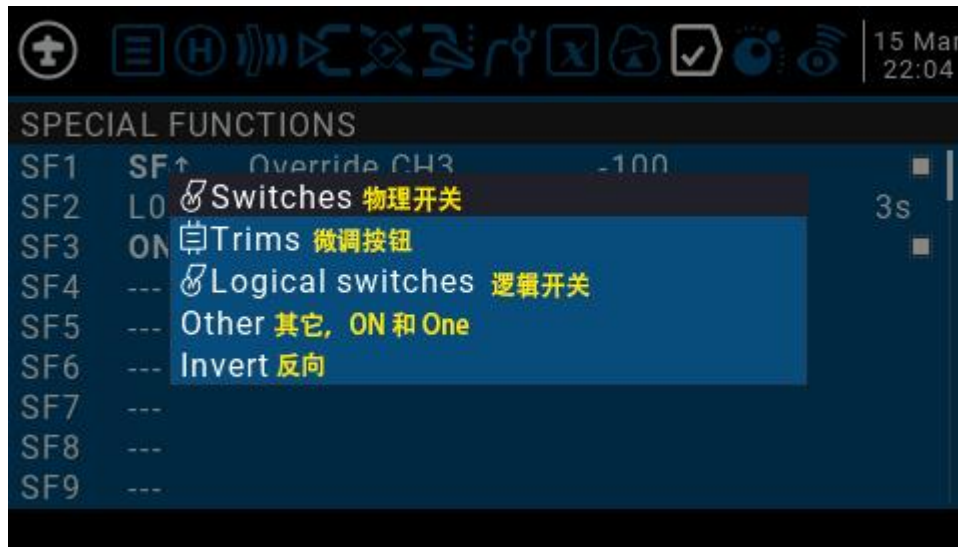 15 Mar
22:04
SPECIAL FUNCTIONS
SF1 SF↑ Override CH3 -100
SF2 L0 3s
SF3 ON
SF4 ---
SF5 ---
SF6 ---
SF7 ---
SF8 ---
SF9 ---
Switches 物理开关
Trims 微调按钮
Logical switches 逻辑开关
Other 其它, ON 和 One
Invert 反向